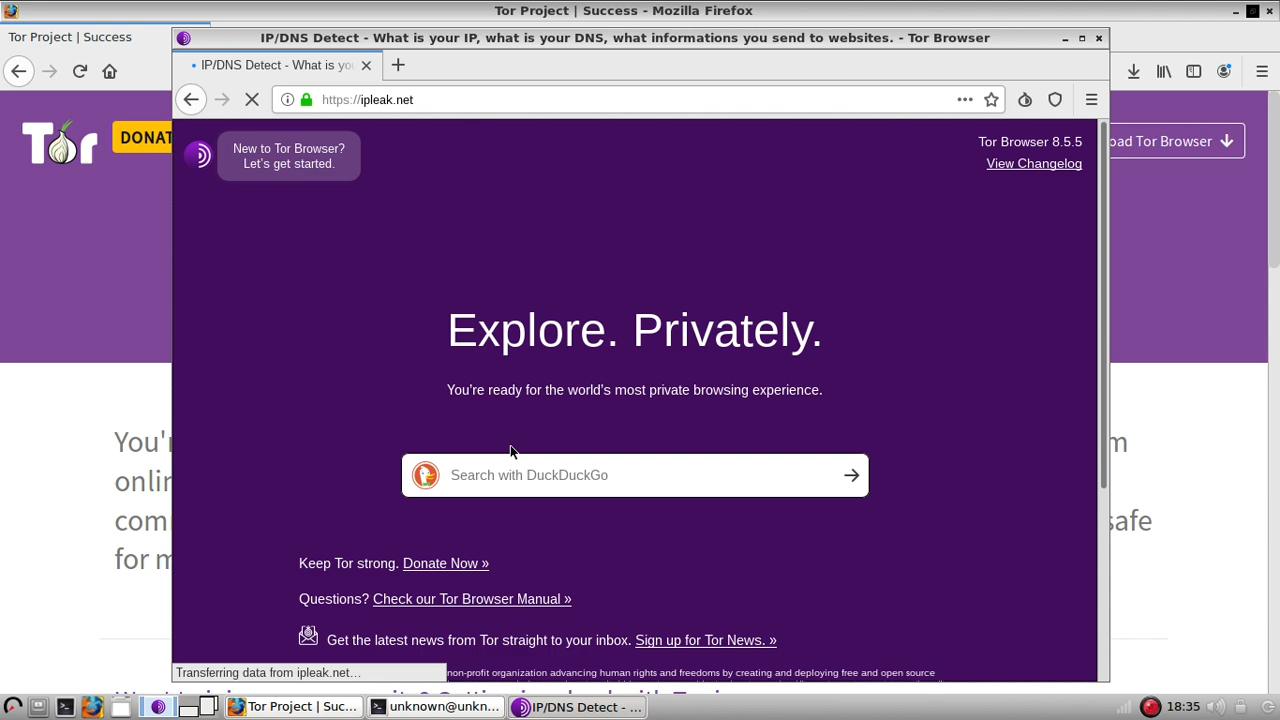 Tor Project | Success - Mozilla Firefox
Tor Project | Success
IP/DNS Detect - What is your IP, what is your DNS, what informations you send to websites. - Tor Browser
IP/DNS Detect - What is yo
https://ipleak.net
Tor
DONAT
oad Tor Browser
New to Tor Browser?
Let's get started.
Tor Browser 8.5.5
View Changelog
Explore. Privately.
You're ready for the world's most private browsing experience.
Search with DuckDuckGo
Keep Tor strong. Donate Now »
Questions? Check our Tor Browser Manual »
Get the latest news from Tor straight to your inbox. Sign up for Tor News. »
non-profit organization advancing human rights and freedoms by creating and deploying free and open source
Transferring data from ipleak.net…
You'r
m
onlin
com
safe
for m
Tor Project | Suc...
unknown@unkn...
IP/DNS Detect - ...
18:35